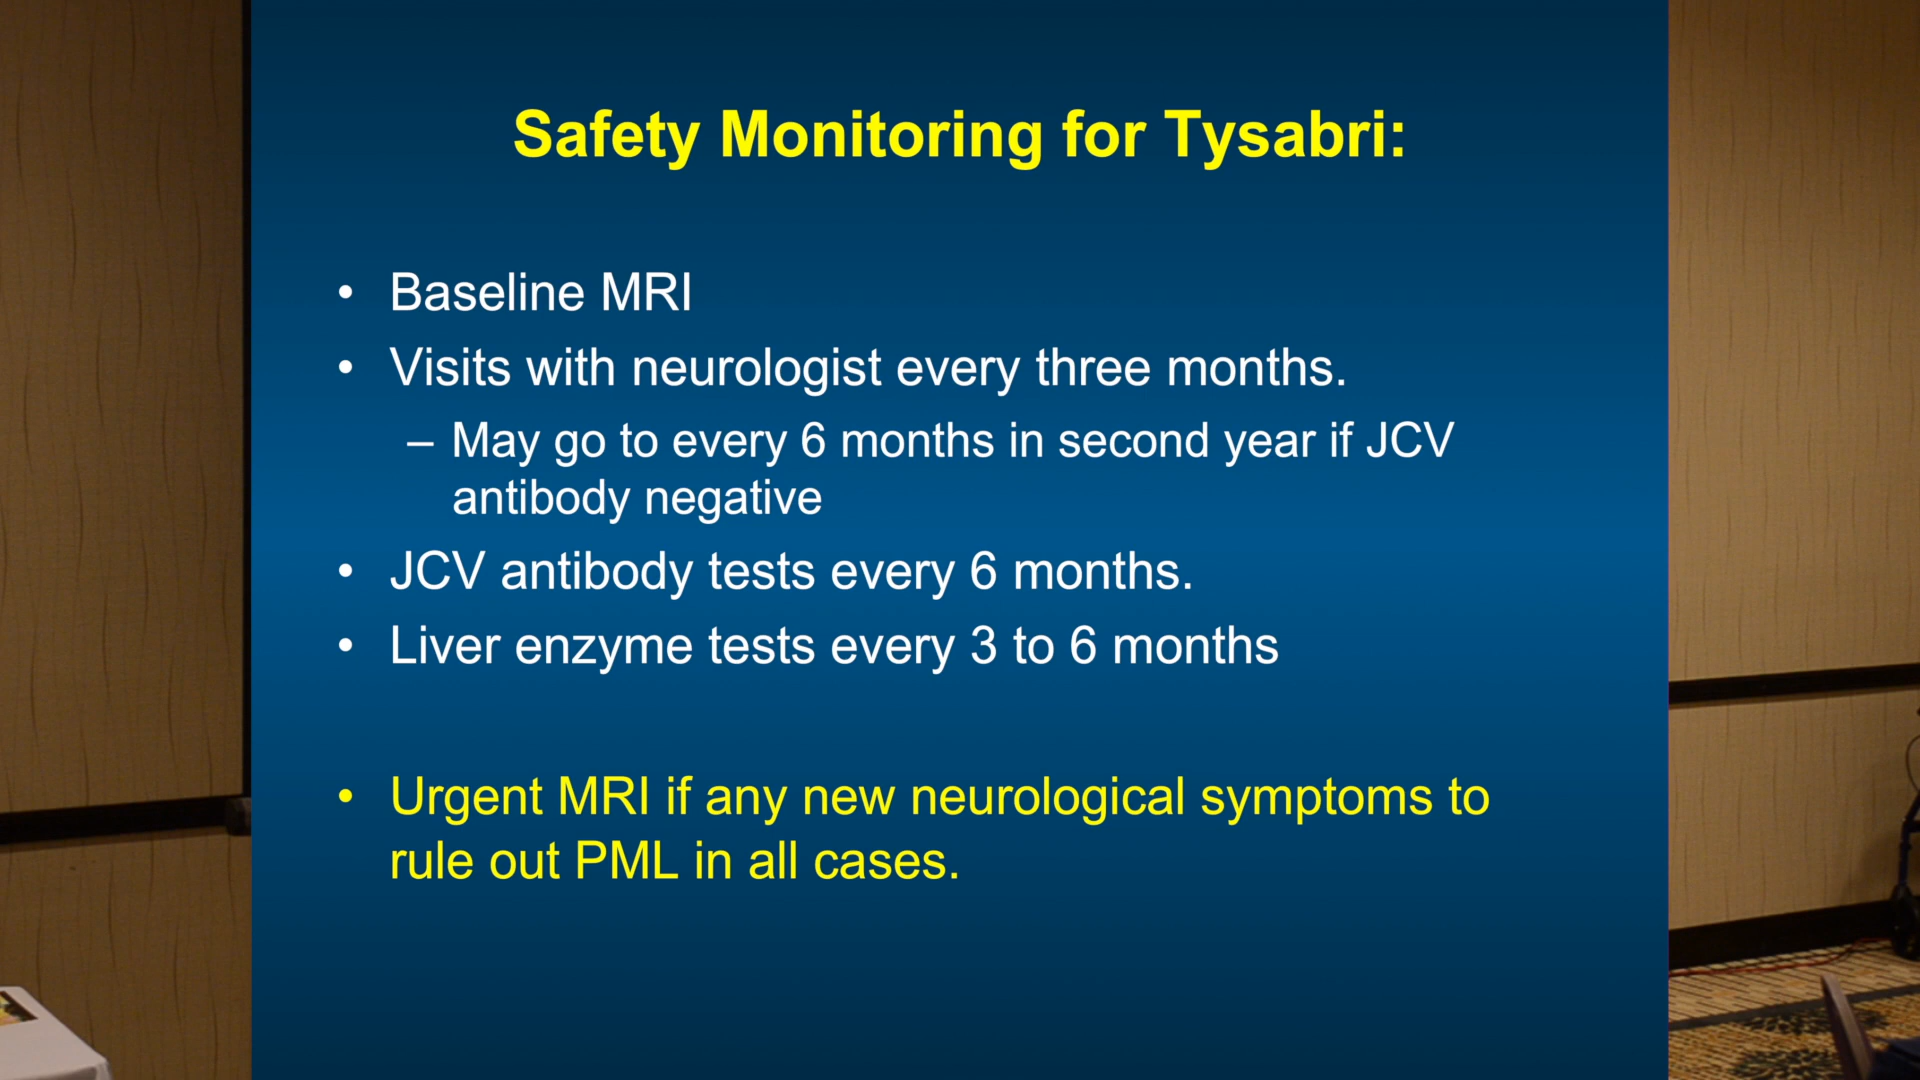 Safety Monitoring for Tysabri:
• Baseline MRI
• Visits with neurologist every three months.
– May go to every 6 months in second year if JCV
antibody negative
• JCV antibody tests every 6 months.
• Liver enzyme tests every 3 to 6 months
• Urgent MRI if any new neurological symptoms to
rule out PML in all cases.